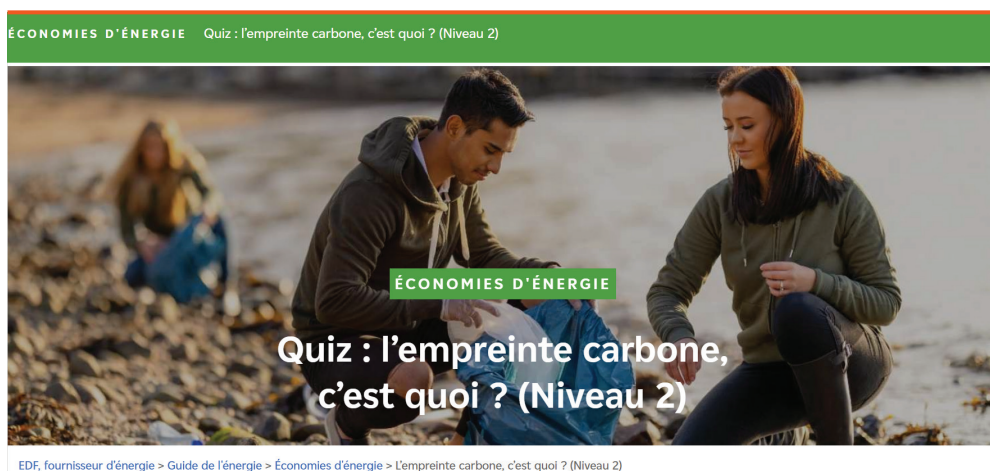 ÉCONOMIES D'ÉNERGIE Quiz : l'empreinte carbone, c'est quoi ? (Niveau 2)
ÉCONOMIES D'ÉNERGIE
Quiz : l'empreinte carbone,
c'est quoi ? (Niveau 2)
EDF, fournisseur d'énergie > Guide de l'énergie > Économies d'énergie > L'empreinte carbone, c'est quoi ? (Niveau 2)